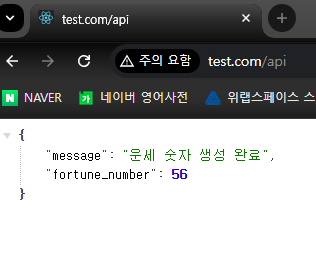 test.com/api
주의 요함 test.com/api
N NAVER 가 네이버 영어사전 위랩스페이스 스
{
"message": "운세 숫자 생성 완료",
"fortune_number": 56
}